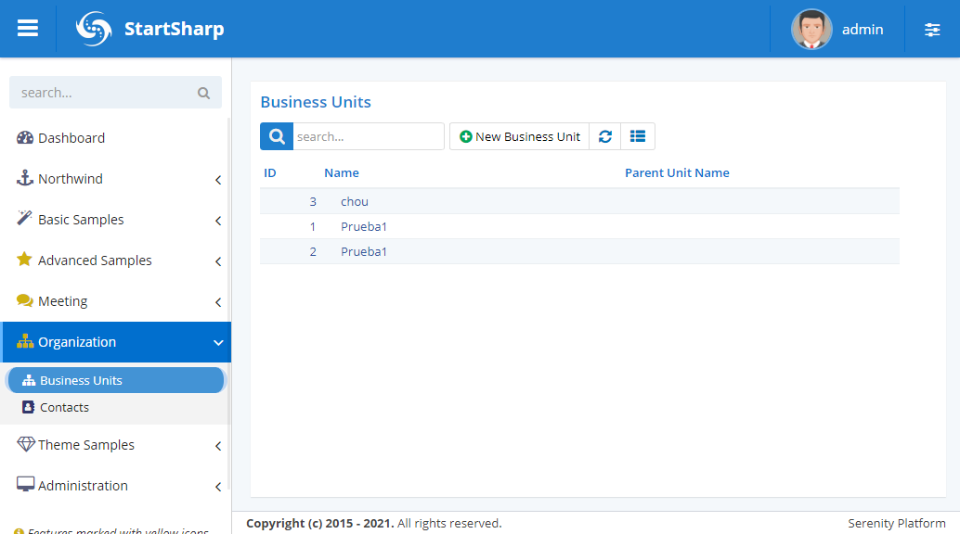 StartSharp
admin
search...
Dashboard
Northwind
Basic Samples
Advanced Samples
Meeting
Organization
Business Units
Contacts
Theme Samples
Administration
Features marked with yellow icons
Business Units
search...
New Business Unit
ID Name Parent Unit Name
3 chou
1 Prueba1
2 Prueba1
Copyright (c) 2015 - 2021. All rights reserved.
Serenity Platform